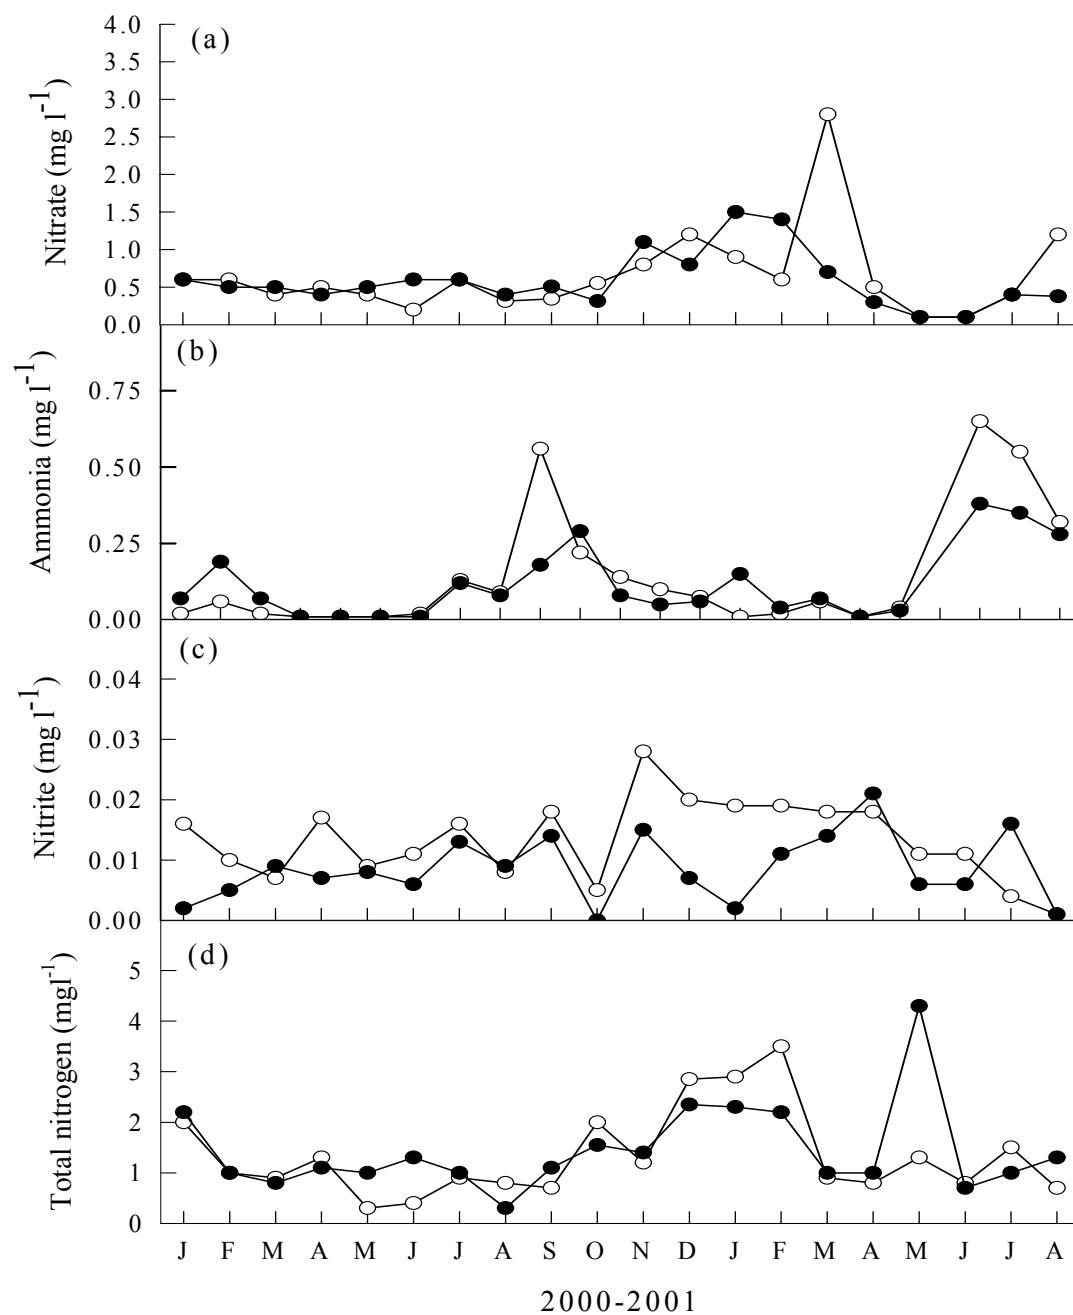 (a)
4.0
3.5
3.0
2.5
2.0
1.5
1.0
0.5
0.0
Nitrate (mg l-1)
(b)
0.75
0.50
0.25
0.00
Ammonia (mg l-1)
(c)
0.04
0.03
0.02
0.01
0.00
Nitrite (mg l-1)
(d)
5
4
3
2
1
0
Total nitrogen (mgl-1)
J F M A M J J A S O N D J F M A M J J A
2000-2001